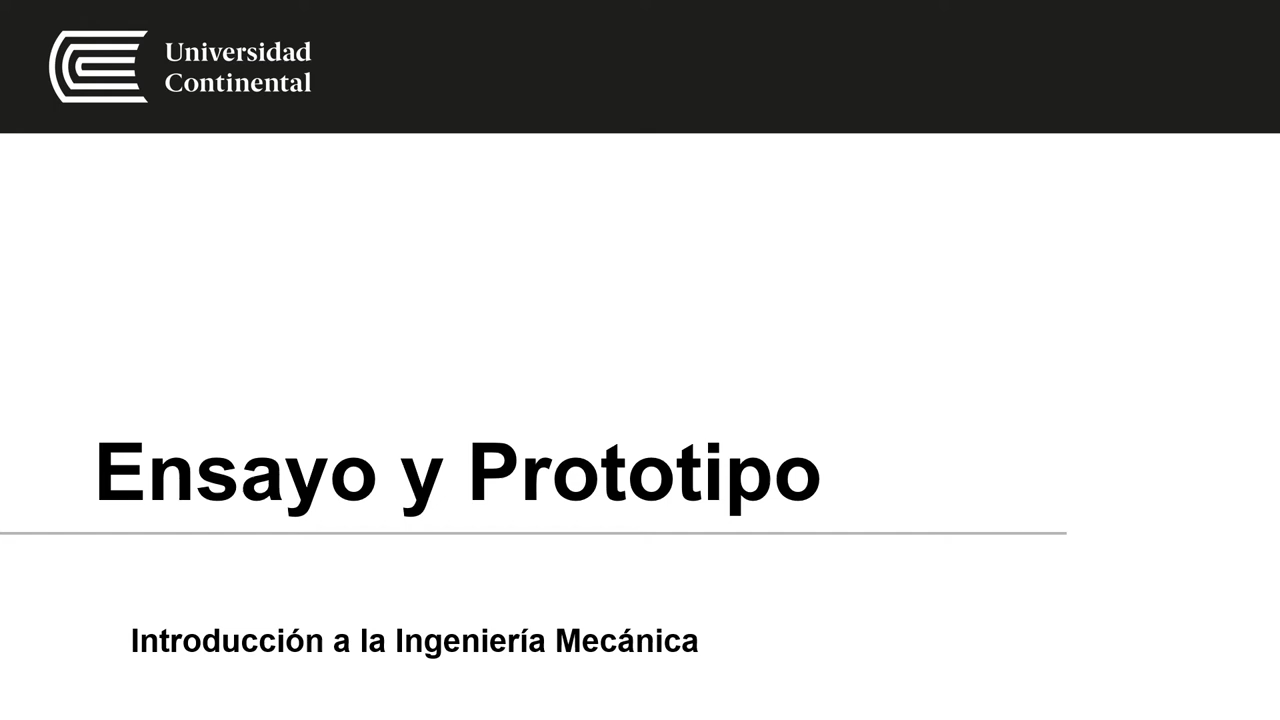 Universidad
Continental
Ensayo y Prototipo
Introducción a la Ingeniería Mecánica